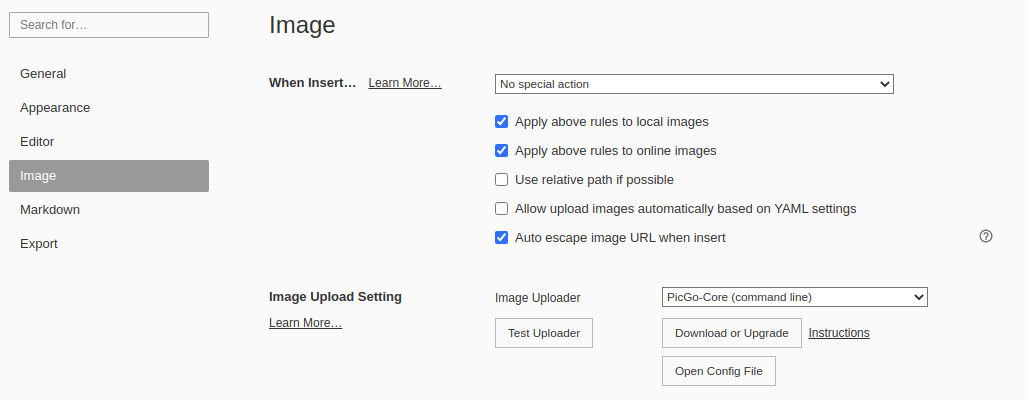 Search for…
General
Appearance
Editor
Image
Markdown
Export
Image
When Insert… Learn More…
No special action
Apply above rules to local images
Apply above rules to online images
Use relative path if possible
Allow upload images automatically based on YAML settings
Auto escape image URL when insert
Image Upload Setting
Learn More…
Image Uploader
PicGo-Core (command line)
Test Uploader
Download or Upgrade
Instructions
Open Config File